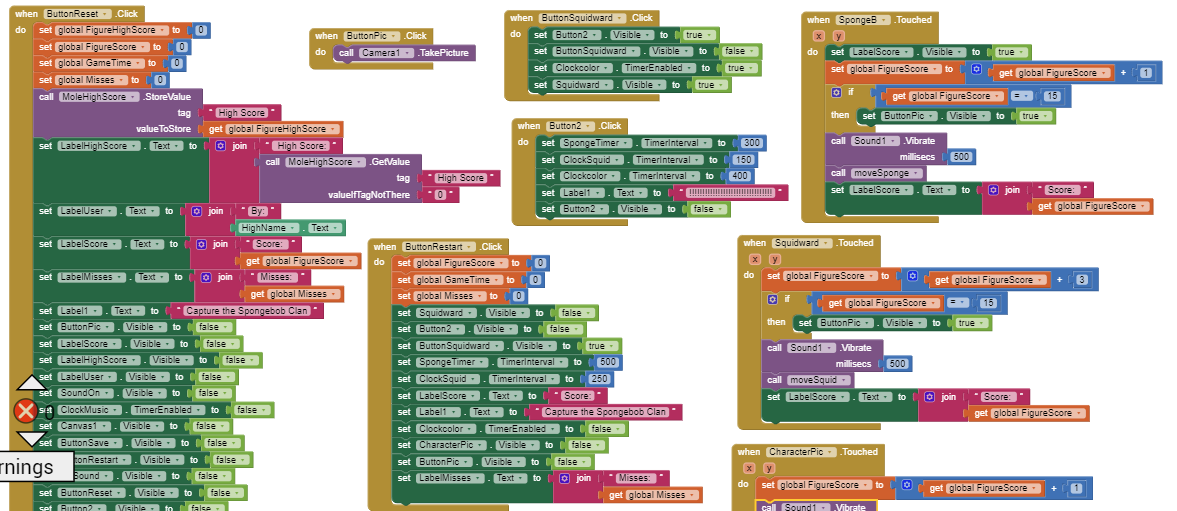 when ButtonReset .Click
do set global FigureHighScore to 0
set global FigureScore to 0
set global GameTime to 0
set global Misses to 0
call MoleHighScore .StoreValue
tag " High Score "
valueToStore get global FigureHighScore
set LabelHighScore . Text to join " High Score: "
call MoleHighScore .GetValue
tag " High Score "
valueIfTagNotThere " 0 "
set LabelUser . Text to join " By: "
HighName . Text
set LabelScore . Text to join " Score: "
get global FigureScore
set LabelMisses . Text to join " Misses: "
get global Misses
set Label1 . Text to " Capture the Spongebob Clan "
set ButtonPic . Visible to false
set LabelScore . Visible to false
set LabelHighScore . Visible to false
set LabelUser . Visible to false
set SoundOn . Visible to false
set ClockMusic . TimerEnabled to false
set Canvas1 . Visible to false
set ButtonSave . Visible to false
onRestart . Visible to false
ound . Visible to false
set ButtonReset . Visible to false
set Button2 . Visible to false
0
rnings
when ButtonPic .Click
do call Camera1 .TakePicture
when ButtonSquidward .Click
do set Button2 . Visible to true
set ButtonSquidward . Visible to false
set Clockcolor . TimerEnabled to true
set Squidward . Visible to true
when Button2 .Click
do set SpongeTimer . TimerInterval to 300
set ClockSquid . TimerInterval to 150
set Clockcolor . TimerInterval to 400
set Label1 . Text to
set Button2 . Visible to false
when ButtonRestart .Click
do set global FigureScore to 0
set global GameTime to 0
set global Misses to 0
set Squidward . Visible to false
set Button2 . Visible to false
set ButtonSquidward . Visible to true
set SpongeTimer . TimerInterval to 500
set ClockSquid . TimerInterval to 250
set LabelScore . Text to " Score: "
set Label1 . Text to " Capture the Spongebob Clan "
set Clockcolor . TimerEnabled to false
set CharacterPic . Visible to false
set ButtonPic . Visible to false
set LabelMisses . Text to join " Misses: "
get global Misses
when SpongeB .Touched
x y
do set LabelScore . Visible to true
set global FigureScore to get global FigureScore + 1
if get global FigureScore = 15
then set ButtonPic . Visible to true
call Sound1 .Vibrate
millisecs 500
call moveSponge
set LabelScore . Text to join " Score: "
get global FigureScore
when Squidward .Touched
x y
do set global FigureScore to get global FigureScore + 3
if get global FigureScore = 15
then set ButtonPic . Visible to true
call Sound1 .Vibrate
millisecs 500
call moveSquid
set LabelScore . Text to join " Score: "
get global FigureScore
when CharacterPic .Touched
x y
do set global FigureScore to get global FigureScore + 1
call Sound1 .Vibrate